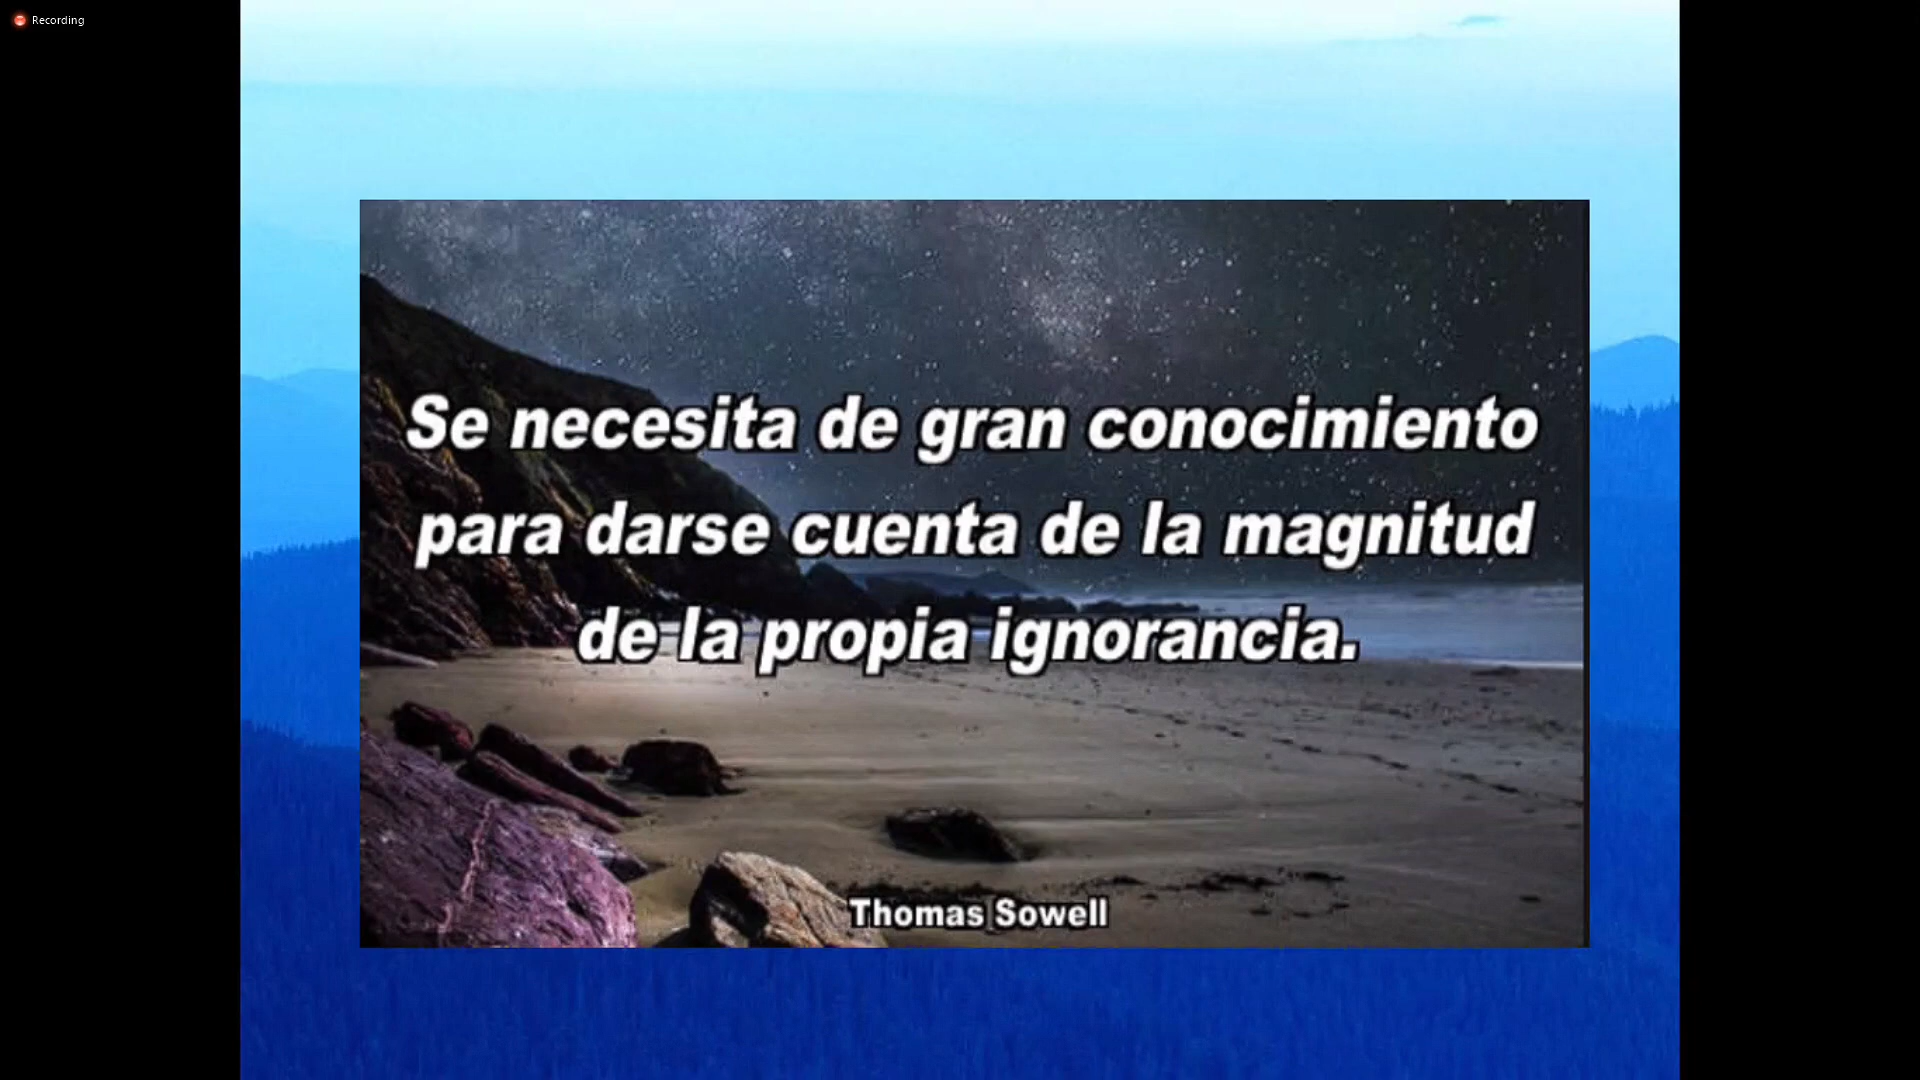 Recording
Se necesita de gran conocimiento
para darse cuenta de la magnitud
de la propia ignorancia.
Thomas Sowell